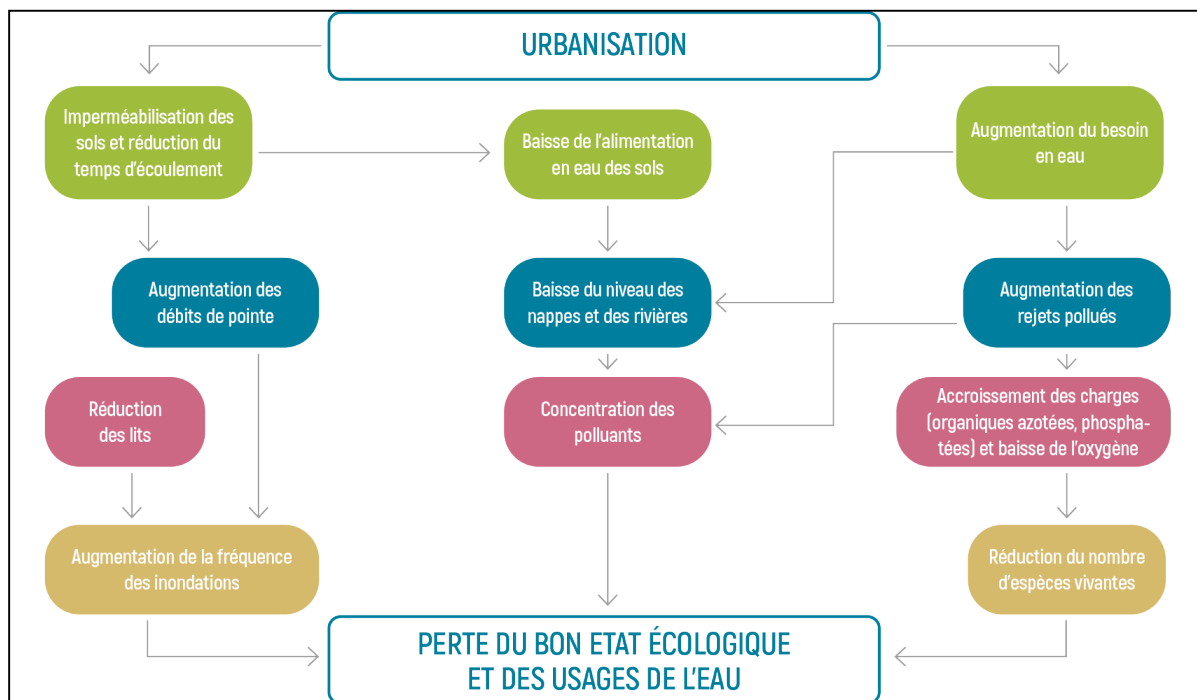 URBANISATION
Imperméabilisation des
sols et réduction du
temps d'écoulement
Baisse de l'alimentation
en eau des sols
Augmentation du besoin
en eau
Augmentation des
débits de pointe
Baisse du niveau des
nappes et des rivières
Augmentation des
rejets pollués
Réduction
des lits
Concentration des
polluants
Accroissement des charges
(organiques azotées, phospha-
tées) et baisse de l'oxygène
Augmentation de la fréquence
des inondations
Réduction du nombre
d'espèces vivantes
PERTE DU BON ETAT ÉCOLOGIQUE
ET DES USAGES DE L'EAU